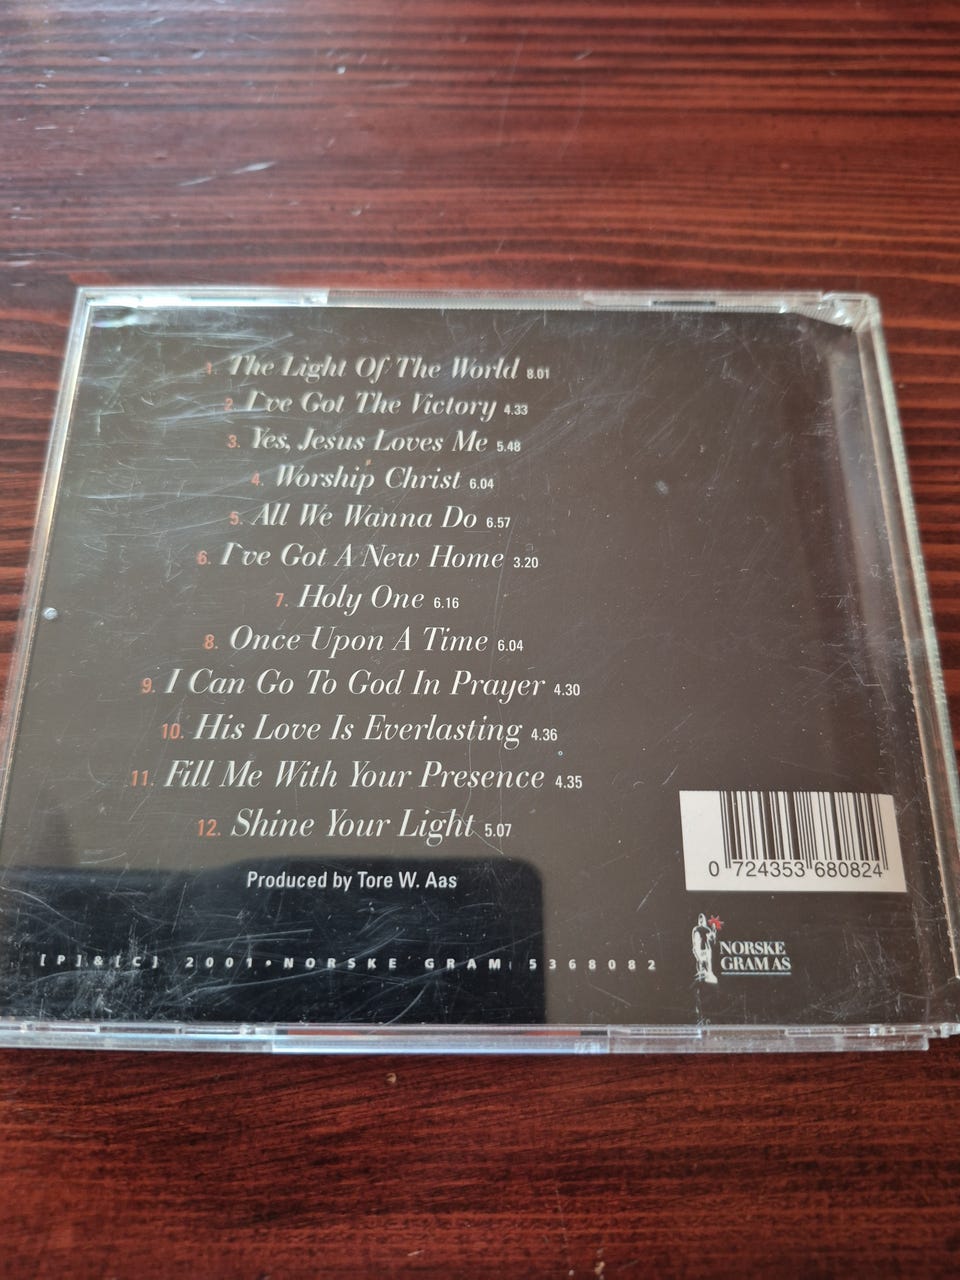 1. The Light Of The World 8.01
2. I've Got The Victory 4.33
3. Yes, Jesus Loves Me 5.48
4. Worship Christ 6.04
5. All We Wanna Do 6.57
6. I've Got A New Home 3.20
7. Holy One 6.16
8. Once Upon A Time 6.04
9. I Can Go To God In Prayer 4.30
10. His Love Is Everlasting 4.36
11. Fill Me With Your Presence 4.35
12. Shine Your Light 5.07
Produced by Tore W. Aas
0 724353 680824
[P]&[C] 2001 • NORSKE GRAM 5368082
NORSKE
GRAM AS